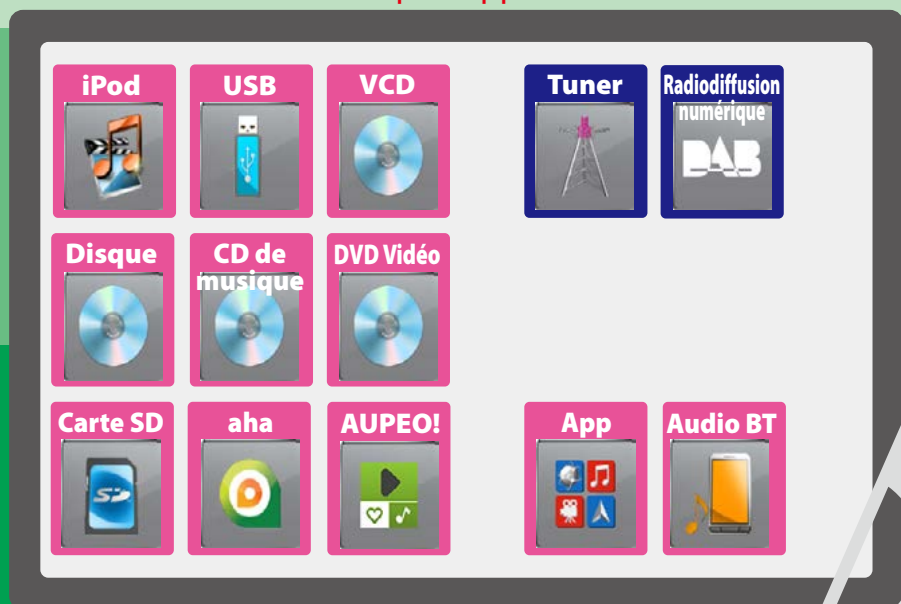 iPod
USB
VCD
Tuner
Radiodiffusion
numérique
DAB
Disque
CD de
musique
DVD Vidéo
Carte SD
aha
AUPEO!
App
Audio BT
SD